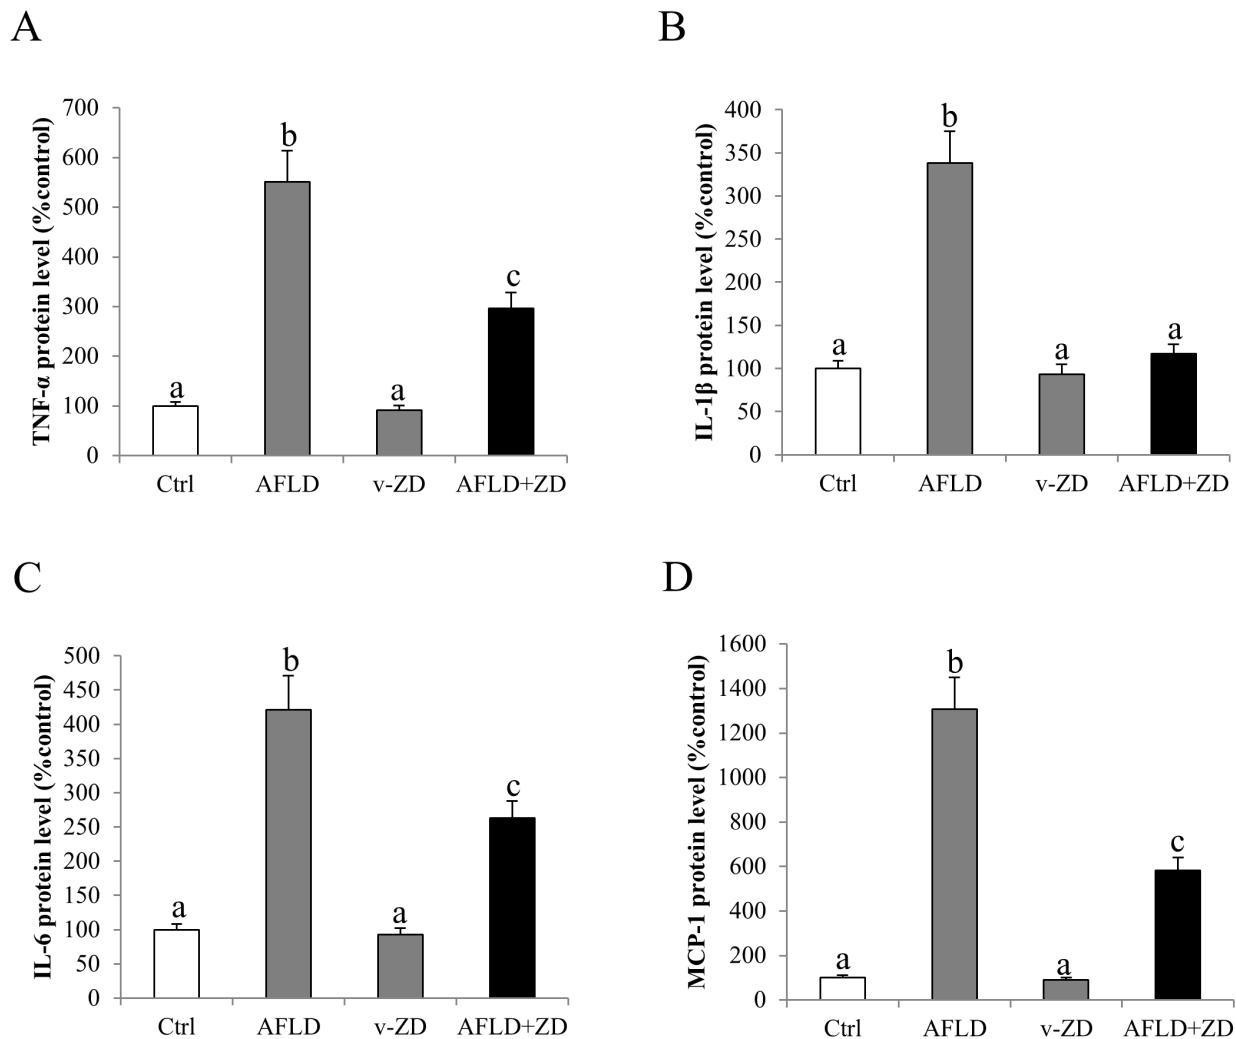 A
TNF-α protein level (%control)
700
600
500
400
300
200
100
0
a
b
a
c
Ctrl AFLD v-ZD AFLD+ZD
B
IL-1β protein level (%control)
400
350
300
250
200
150
100
50
0
a
b
a
a
Ctrl AFLD v-ZD AFLD+ZD
C
IL-6 protein level (%control)
500
450
400
350
300
250
200
150
100
50
0
a
b
a
c
Ctrl AFLD v-ZD AFLD+ZD
D
MCP-1 protein level (%control)
1600
1400
1200
1000
800
600
400
200
0
a
b
a
c
Ctrl AFLD v-ZD AFLD+ZD